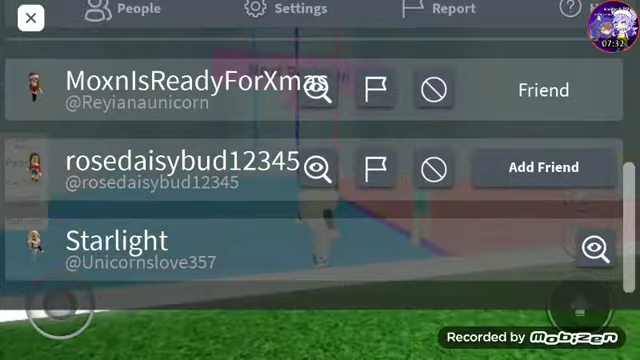 People
Settings
Report
07:32
MoxnIsReadyForXmas
@Reyianaunicorn
Friend
rosedaisybud12345
@rosedaisybud12345
Add Friend
Starlight
@Unicornslove357
Recorded by Mobizen